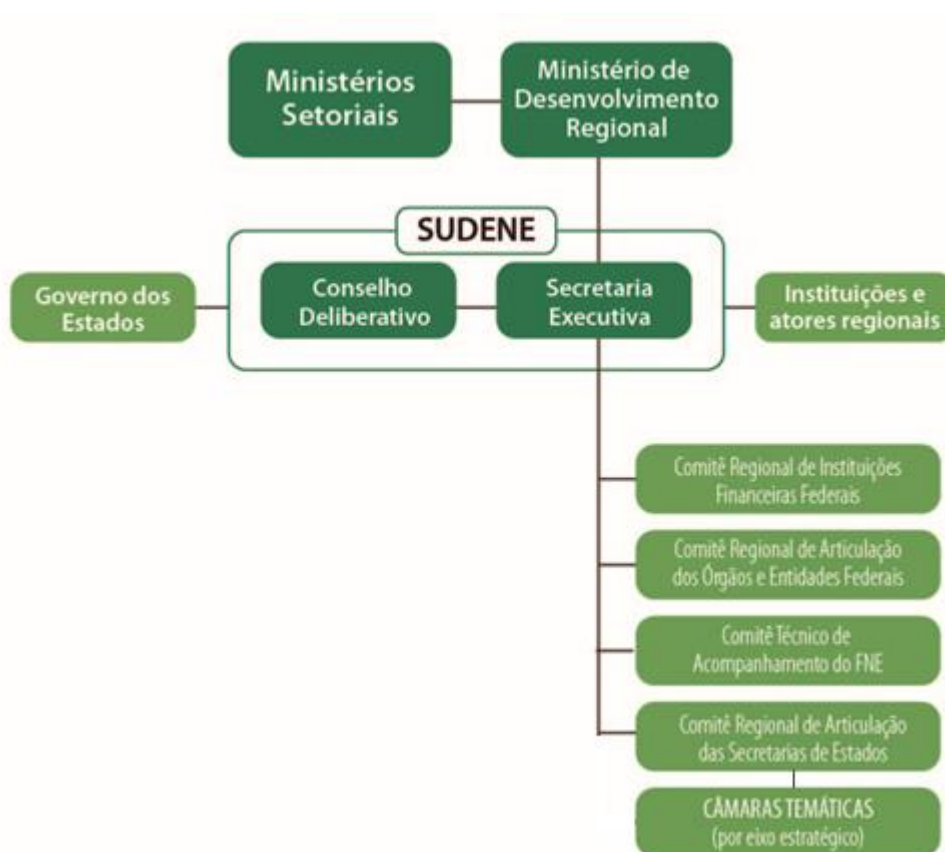 Ministérios
Setoriais
Ministério de
Desenvolvimento
Regional
SUDENE
Governo dos
Estados
Conselho
Deliberativo
Secretaria
Executiva
Instituições e
atores regionais
Comitê Regional de Instituições
Financeiras Federais
Comitê Regional de Articulação
dos Órgãos e Entidades Federais
Comitê Técnico de
Acompanhamento do FNE
Comitê Regional de Articulação
das Secretarias de Estados
CÂMARAS TEMÁTICAS
(por eixo estratégico)